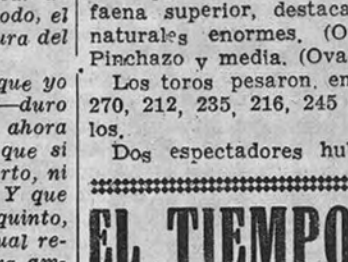 odo, el
ura del
que yo
—duro
ahora
que si
rto, ni
Y que
quinto,
ual re-
faena superior, destaca
naturales enormes. (O
Pinchazo y media. (Ova
Los toros pesaron, en
270, 212, 235, 216, 245
los.
Dos espectadores hu
EL TIEMPO